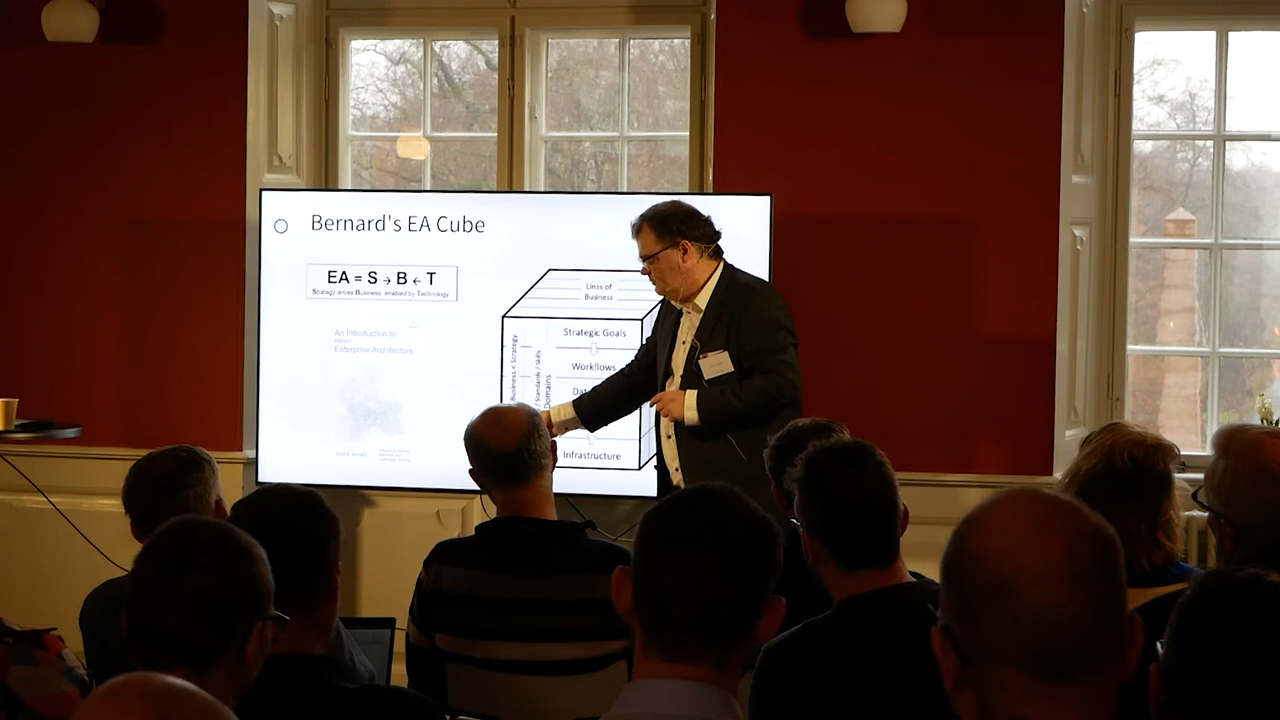 Bernard's EA Cube
EA = S → B ← T
Strategy drives Business, enabled by Technology
An Introduction to
Enterprise Architecture
Lines of
Business
Strategic Goals
Workflows
Infrastructure
Business < Strategy
/ Standards / Skills
Domains